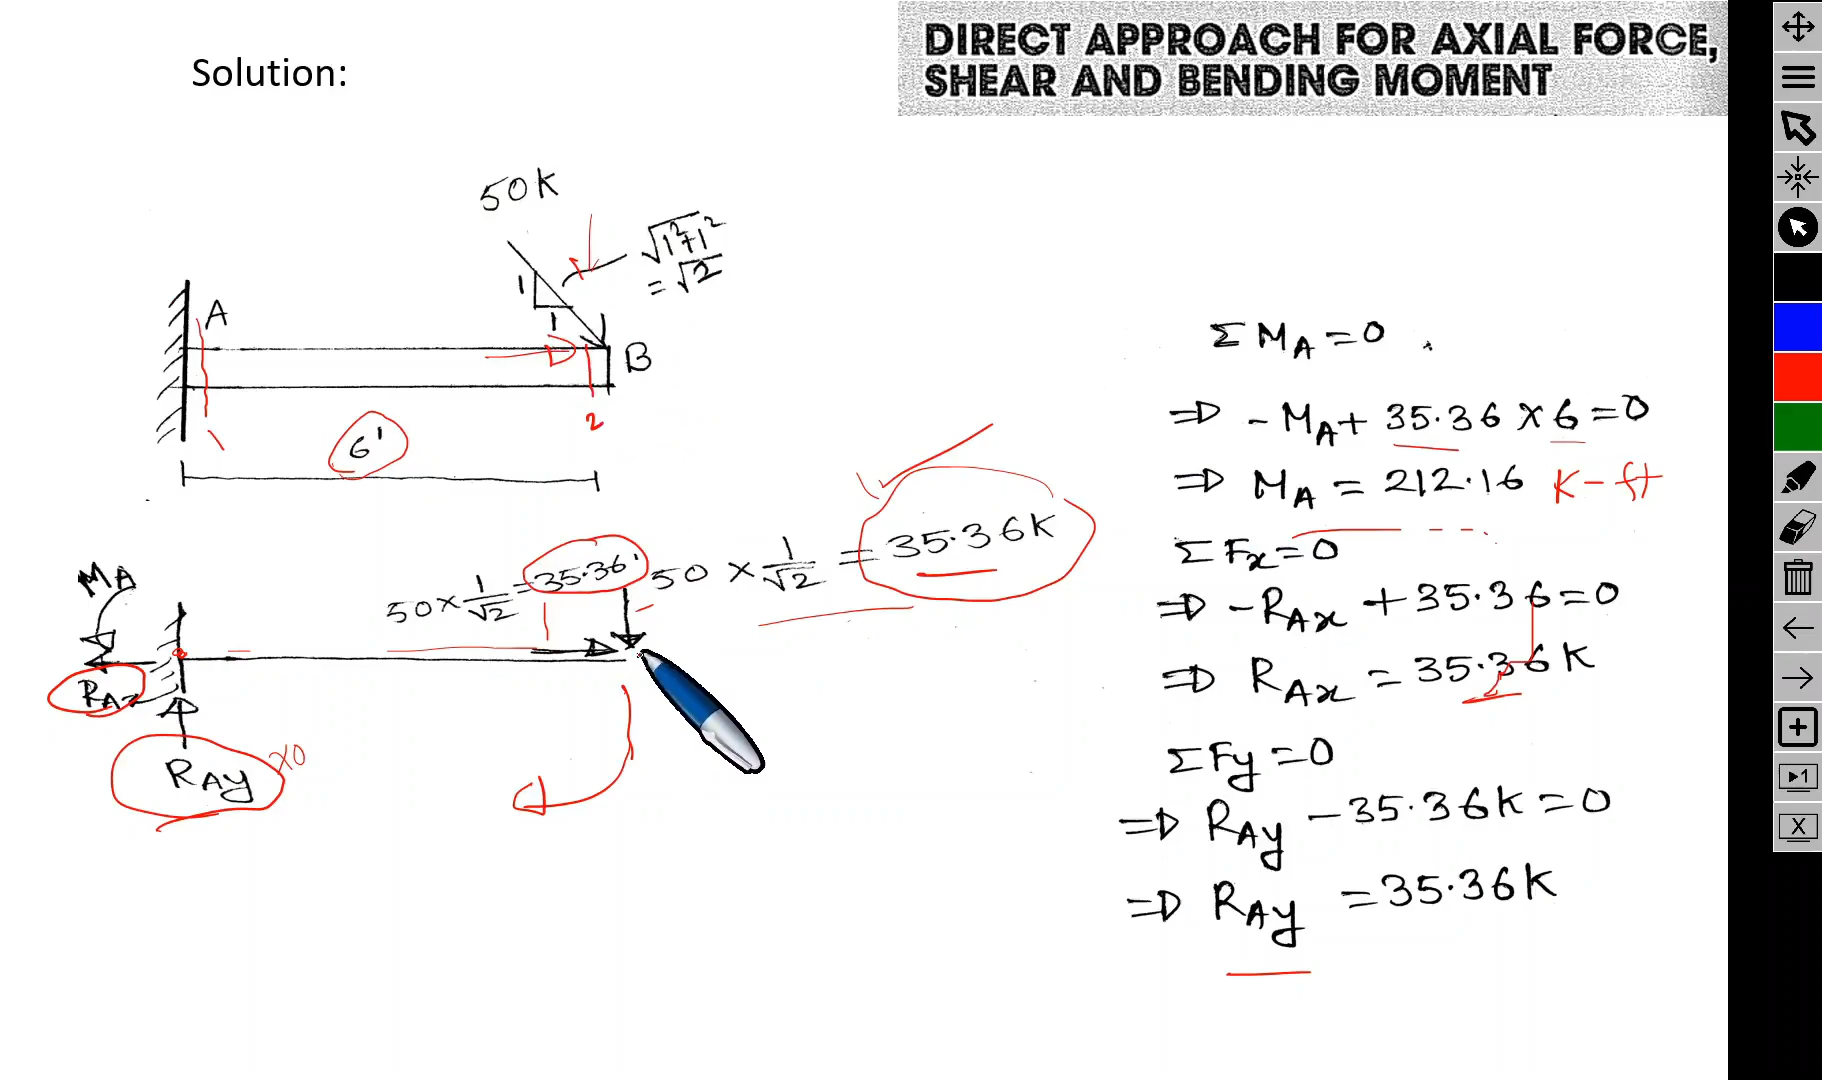 DIRECT APPROACH FOR AXIAL FORCE,
SHEAR AND BENDING MOMENT
Solution:
50K
√1²+1²
= √2
1
1
A
B
1
2
6'
50 × 1/√2 = 35.36'
50 × 1/√2 = 35.36K
MA
RAx
RAy
×0
ΣMA = 0
⇒ -MA + 35.36 × 6 = 0
⇒ MA = 212.16 K-ft
ΣFx = 0
⇒ -RAx + 35.36 = 0
⇒ RAx = 35.36K
ΣFy = 0
⇒ RAy - 35.36K = 0
⇒ RAy = 35.36K
▶1
X